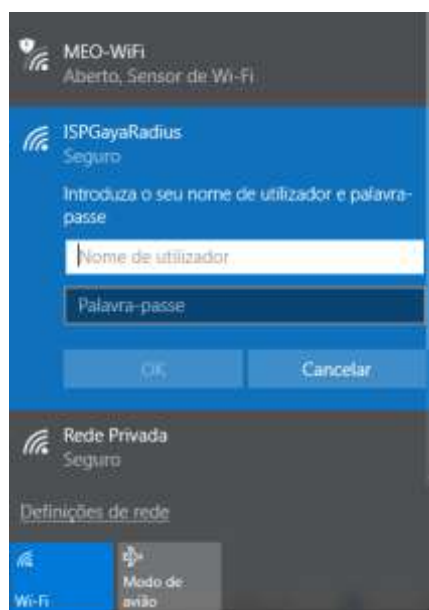 MEO-WiFi
Aberto, Sensor de Wi-Fi
ISPGayaRadius
Seguro
Introduza o seu nome de utilizador e palavra-
passe
Nome de utilizador
Palavra-passe
OK
Cancelar
Rede Privada
Seguro
Definições de rede
Wi-Fi
Modo de
avião